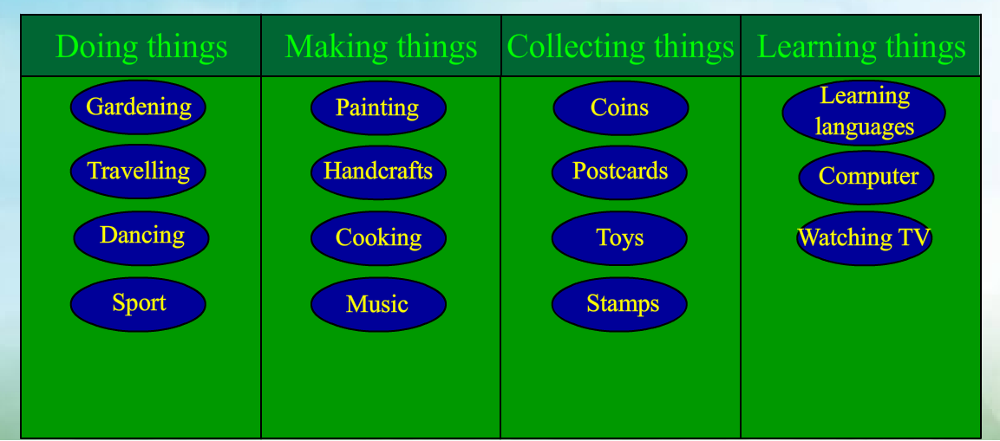 Doing things
Making things
Collecting things
Learning things
Gardening
Painting
Coins
Learning
languages
Travelling
Handcrafts
Postcards
Computer
Dancing
Cooking
Toys
Watching TV
Sport
Music
Stamps